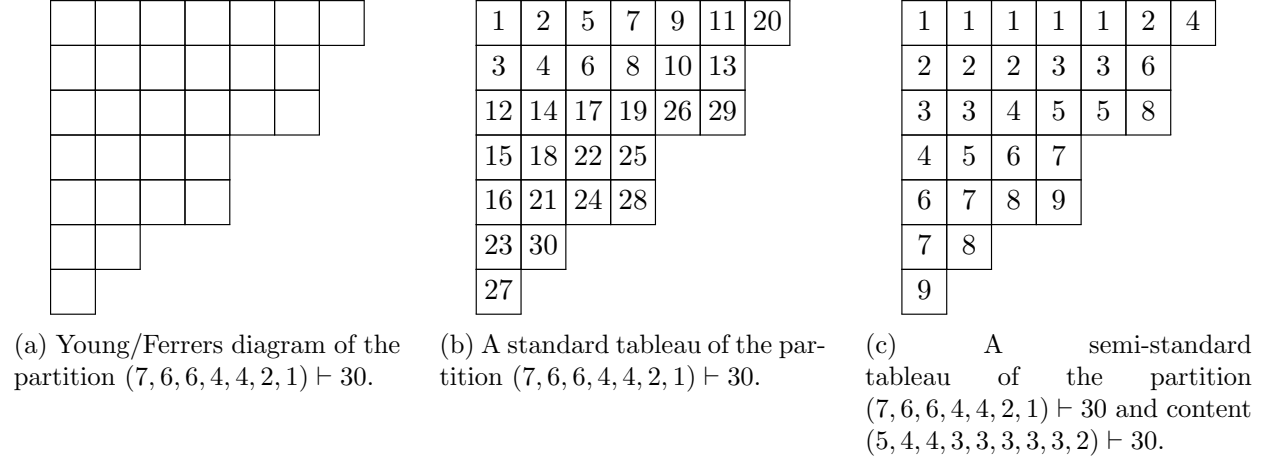 1 2 5 7 9 11 20
3 4 6 8 10 13
12 14 17 19 26 29
15 18 22 25
16 21 24 28
23 30
27
1 1 1 1 1 2 4
2 2 2 3 3 6
3 3 4 5 5 8
4 5 6 7
6 7 8 9
7 8
9
(a) Young/Ferrers diagram of the
partition (7, 6, 6, 4, 4, 2, 1) ⊢ 30.
(b) A standard tableau of the par-
tition (7, 6, 6, 4, 4, 2, 1) ⊢ 30.
(c) A semi-standard
tableau of the partition
(7, 6, 6, 4, 4, 2, 1) ⊢ 30 and content
(5, 4, 4, 3, 3, 3, 3, 3, 2) ⊢ 30.